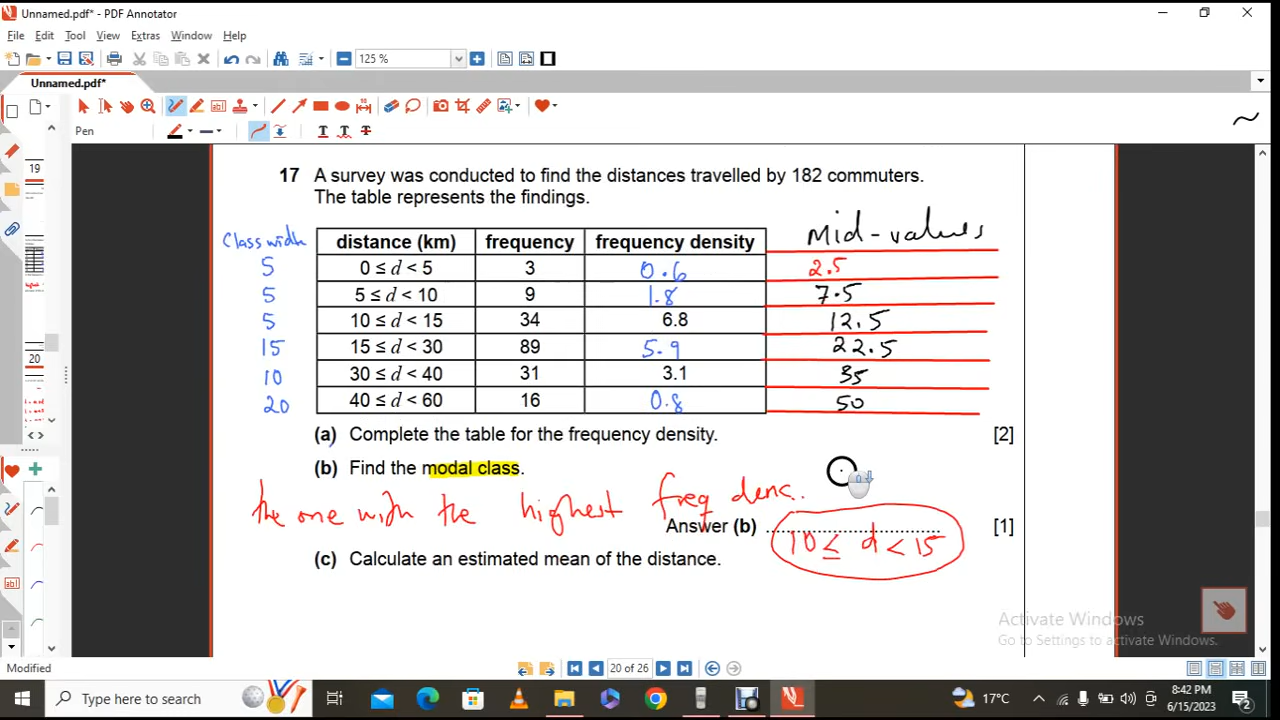 Unnamed.pdf* - PDF Annotator
File Edit Tool View Extras Window Help
125 %
Unnamed.pdf*
Pen
T T T
19
20
17 A survey was conducted to find the distances travelled by 182 commuters.
The table represents the findings.
Class width distance (km) frequency frequency density Mid-values
5 0 ≤ d < 5 3 0.6 2.5
5 5 ≤ d < 10 9 1.8 7.5
5 10 ≤ d < 15 34 6.8 12.5
15 15 ≤ d < 30 89 5.9 22.5
10 30 ≤ d < 40 31 3.1 35
20 40 ≤ d < 60 16 0.8 50
(a) Complete the table for the frequency density. [2]
(b) Find the modal class.
the one with the highest freq dens.
Answer (b) ........................................ [1]
10 ≤ d < 15
(c) Calculate an estimated mean of the distance.
Activate Windows
Go to Settings to activate Windows.
Modified
20 of 26
Type here to search
17°C
8:42 PM
6/15/2023
2